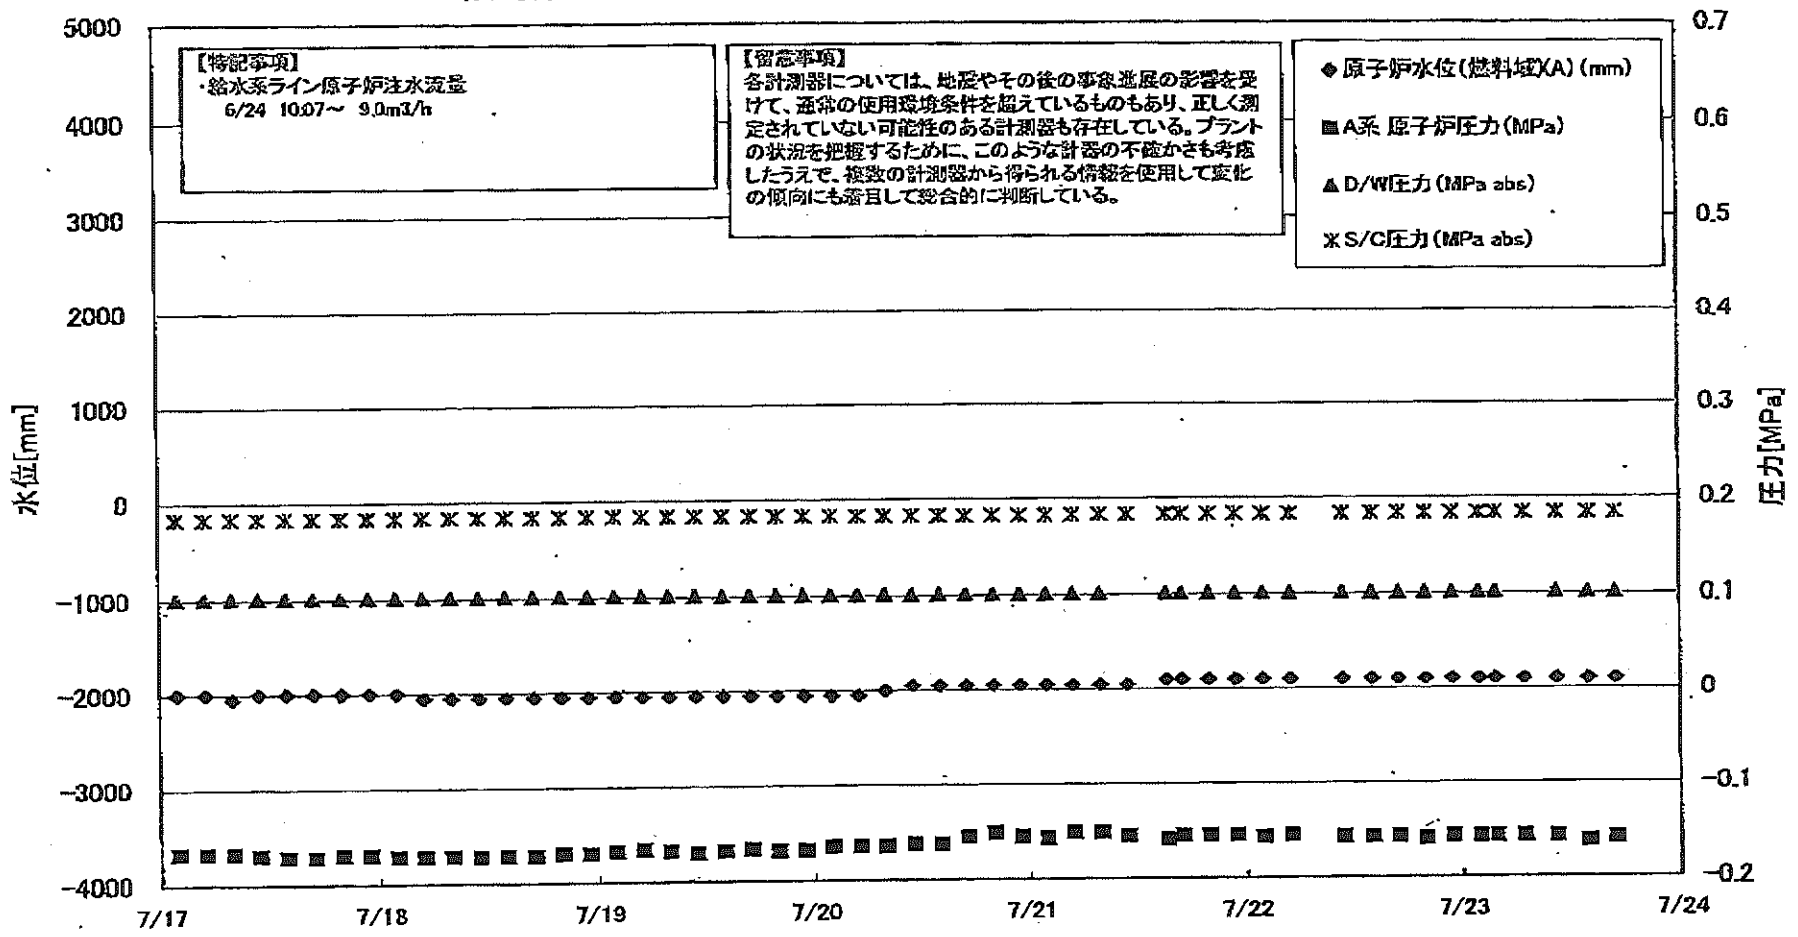 【特記事項】
・給水系ライン原子炉注水流量
6/24 10:07～ 9.0m3/h
【留意事項】
各計測器については、地震やその後の事象進展の影響を受
けて、通常の使用環境条件を超えているものもあり、正しく測
定されていない可能性のある計測器も存在している。プラント
の状況を把握するために、このような計器の不確かさも考慮
したうえで、複数の計測器から得られる情報を使用して変化
の傾向にも着目して総合的に判断している。
原子炉水位(燃料域)(A)(mm)
A系 原子炉圧力(MPa)
D/W圧力(MPa abs)
S/C圧力(MPa abs)
水位[mm]
5000
4000
3000
2000
1000
0
-1000
-2000
-3000
-4000
圧力[MPa]
0.7
0.6
0.5
0.4
0.3
0.2
0.1
0
-0.1
-0.2
7/17 7/18 7/19 7/20 7/21 7/22 7/23 7/24